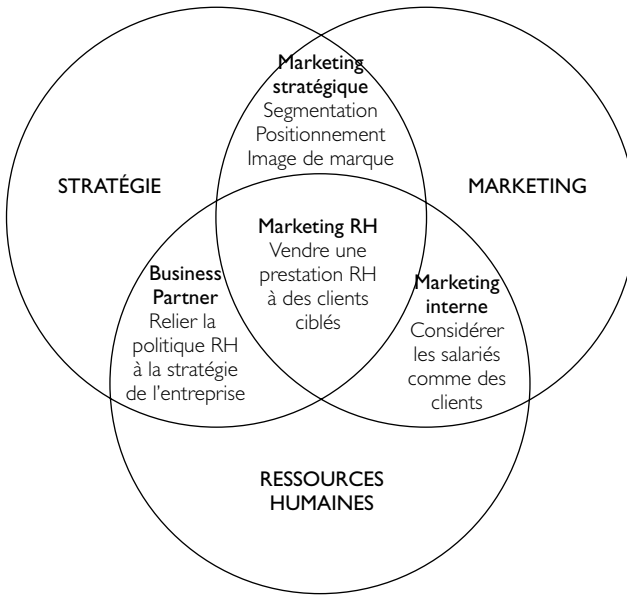 Marketing
stratégique
Segmentation
Positionnement
Image de marque
STRATÉGIE
MARKETING
Marketing RH
Vendre une
prestation RH
à des clients
ciblés
Business
Partner
Relier la
politique RH
à la stratégie
de l'entreprise
Marketing
interne
Considérer
les salariés
comme des
clients
RESSOURCES
HUMAINES